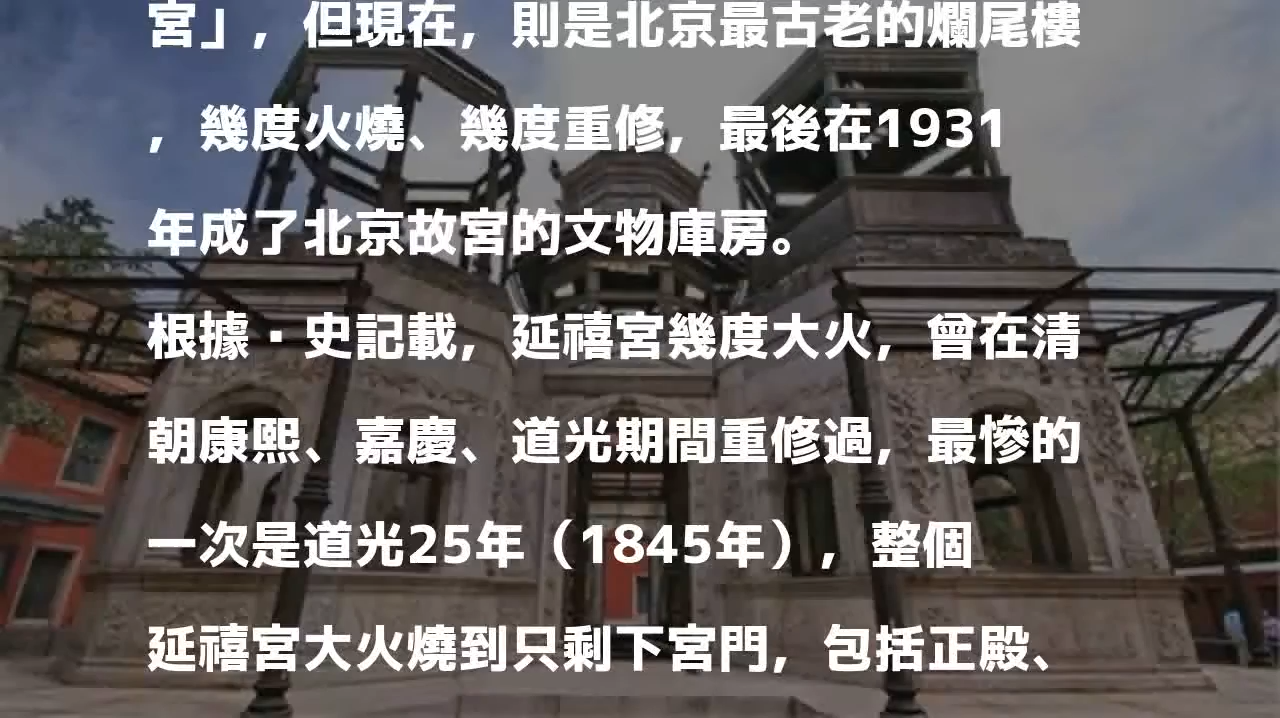 宮」，但現在，則是北京最古老的爛尾樓
，幾度火燒、幾度重修，最後在1931
年成了北京故宮的文物庫房。
根據·史記載，延禧宮幾度大火，曾在清
朝康熙、嘉慶、道光期間重修過，最慘的
一次是道光25年（1845年），整個
延禧宮大火燒到只剩下宮門，包括正殿、